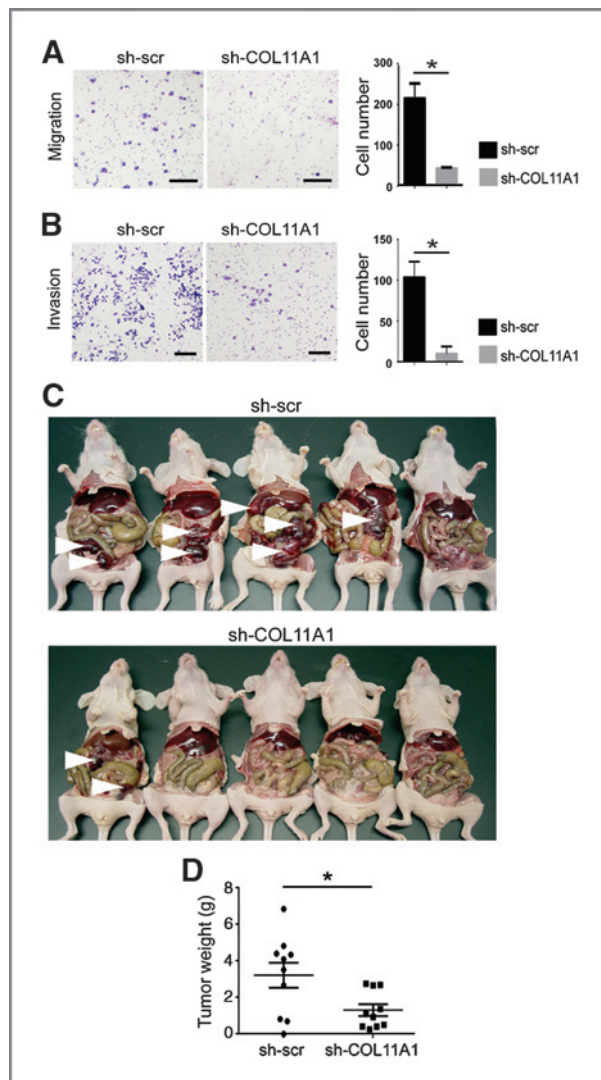 A
sh-scr sh-COL11A1
Migration
Cell number
300
200
100
0
*
sh-scr
sh-COL11A1
B
sh-scr sh-COL11A1
Invasion
Cell number
150
100
50
0
*
sh-scr
sh-COL11A1
C
sh-scr
sh-COL11A1
D
*
Tumor weight (g)
8
6
4
2
0
sh-scr sh-COL11A1